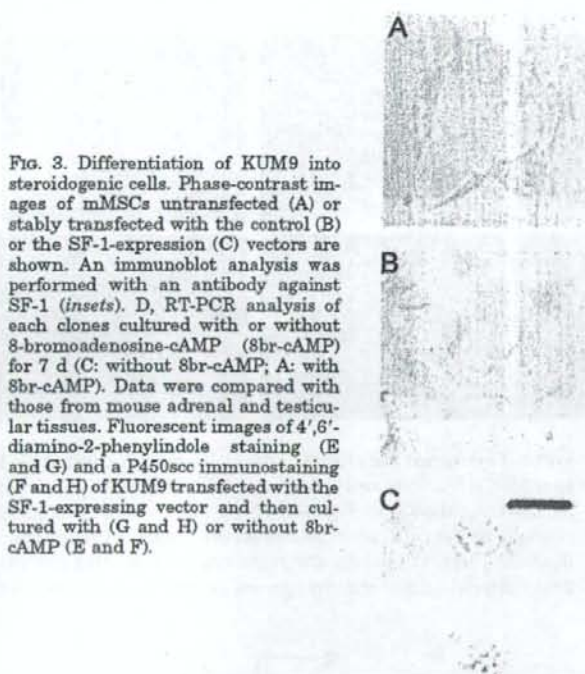 FIG. 3. Differentiation of KUM9 into
steroidogenic cells. Phase-contrast im-
ages of mMSCs untransfected (A) or
stably transfected with the control (B)
or the SF-1-expression (C) vectors are
shown. An immunoblot analysis was
performed with an antibody against
SF-1 (insets). D, RT-PCR analysis of
each clones cultured with or without
8-bromoadenosine-cAMP (8br-cAMP)
for 7 d (C: without 8br-cAMP; A: with
8br-cAMP). Data were compared with
those from mouse adrenal and testicu-
lar tissues. Fluorescent images of 4',6'-
diamino-2-phenylindole staining (E
and G) and a P450scc immunostaining
(F and H) of KUM9 transfected with the
SF-1-expressing vector and then cul-
tured with (G and H) or without 8br-
cAMP (E and F).
A
B
C